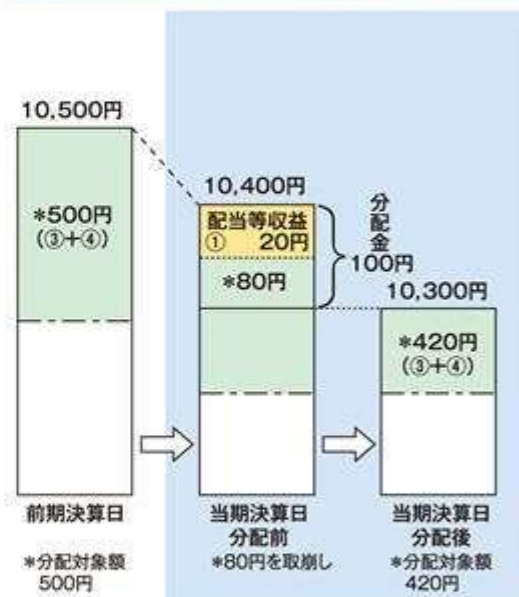 10,500円
*500円
(③+④)
10,400円
配当等収益
① 20円
*80円
分配金
100円
10,300円
*420円
(③+④)
前期決算日
*分配対象額
500円
当期決算日
分配前
*80円を取崩し
当期決算日
分配後
*分配対象額
420円